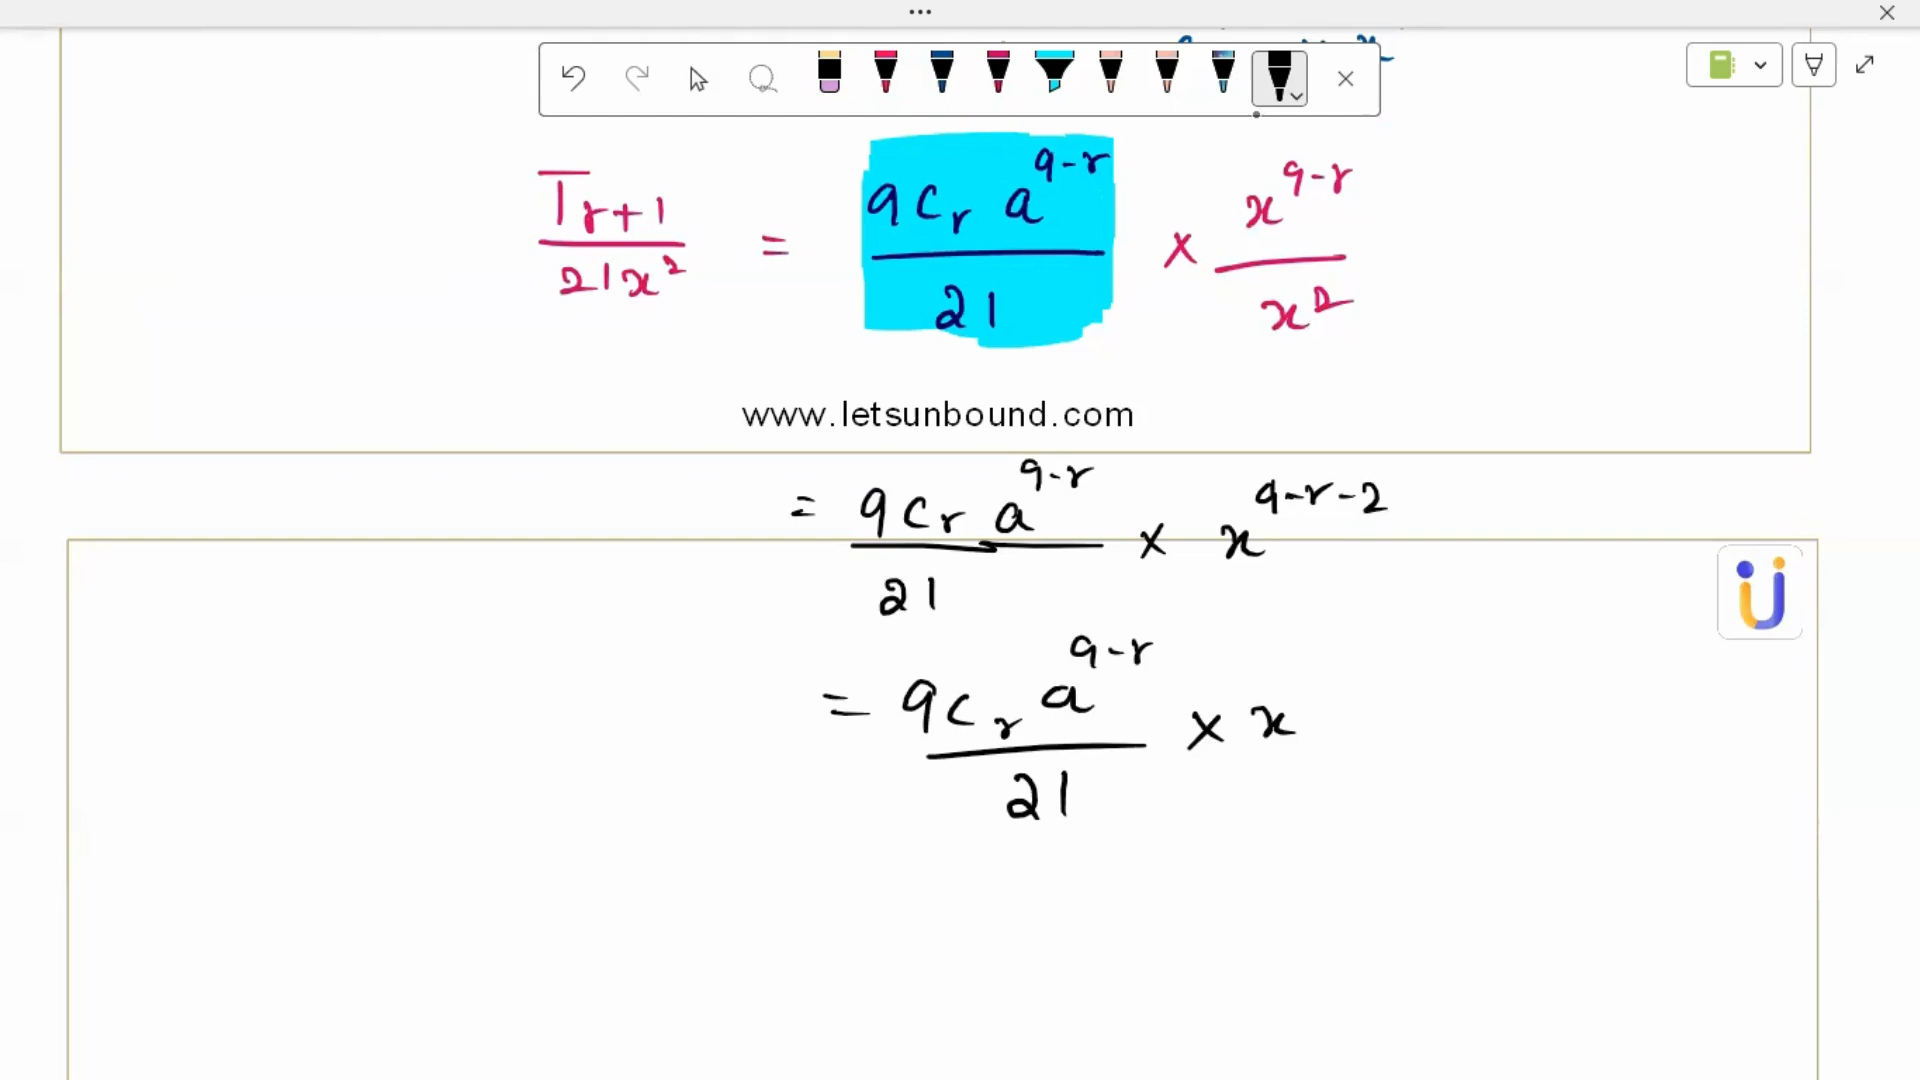 T_{r+1} / 21x^2 = 9C_r a^{9-r} / 21 × x^{9-r} / x^2
www.letsunbound.com
= 9C_r a^{9-r} / 21 × x^{9-r-2}
= 9C_r a^{9-r} / 21 × x